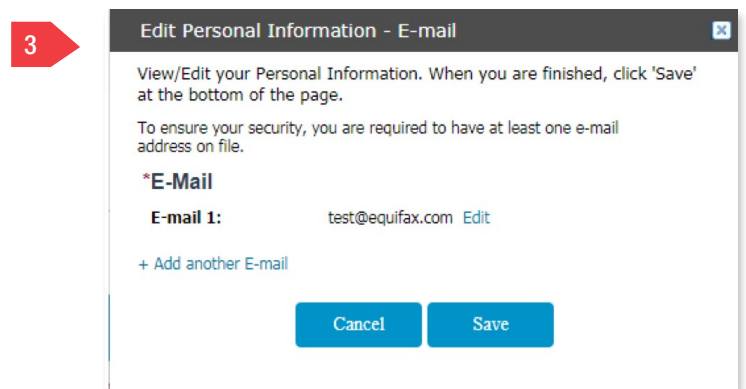 3
Edit Personal Information - E-mail
View/Edit your Personal Information. When you are finished, click 'Save'
at the bottom of the page.
To ensure your security, you are required to have at least one e-mail
address on file.
*E-Mail
E-mail 1: test@equifax.com Edit
+ Add another E-mail
Cancel Save